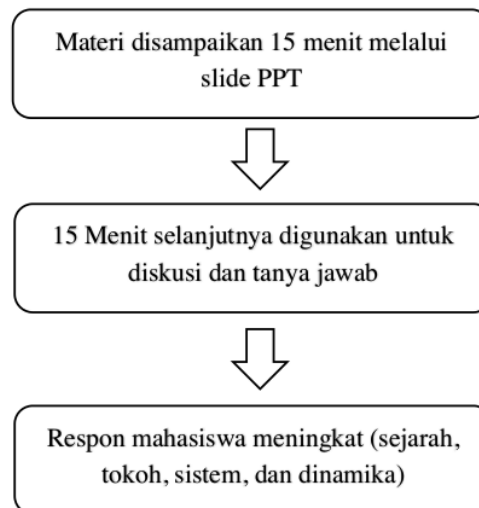 Materi disampaikan 15 menit melalui
slide PPT
15 Menit selanjutnya digunakan untuk
diskusi dan tanya jawab
Respon mahasiswa meningkat (sejarah,
tokoh, sistem, dan dinamika)